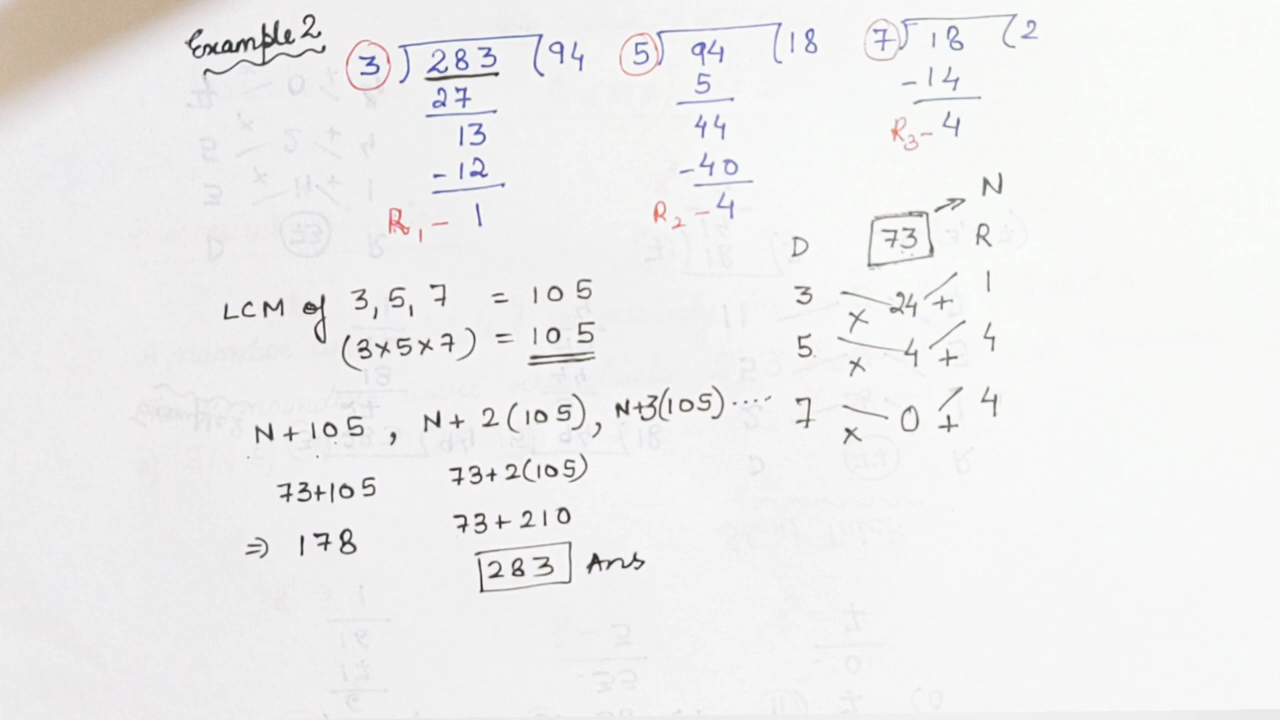 Example 2
3) 283 (94
27
13
-12
R1 - 1
5) 94 (18
5
44
-40
R2 - 4
7) 18 (2
-14
R3 - 4
LCM of 3, 5, 7 = 105
(3×5×7) = 105
N+105, N+2(105), N+3(105)....
73+105 73+2(105)
73+210
⇒ 178
283 Ans
N
D 73 R
3 × 24 + 1
5 × 4 + 4
7 × 0 + 4